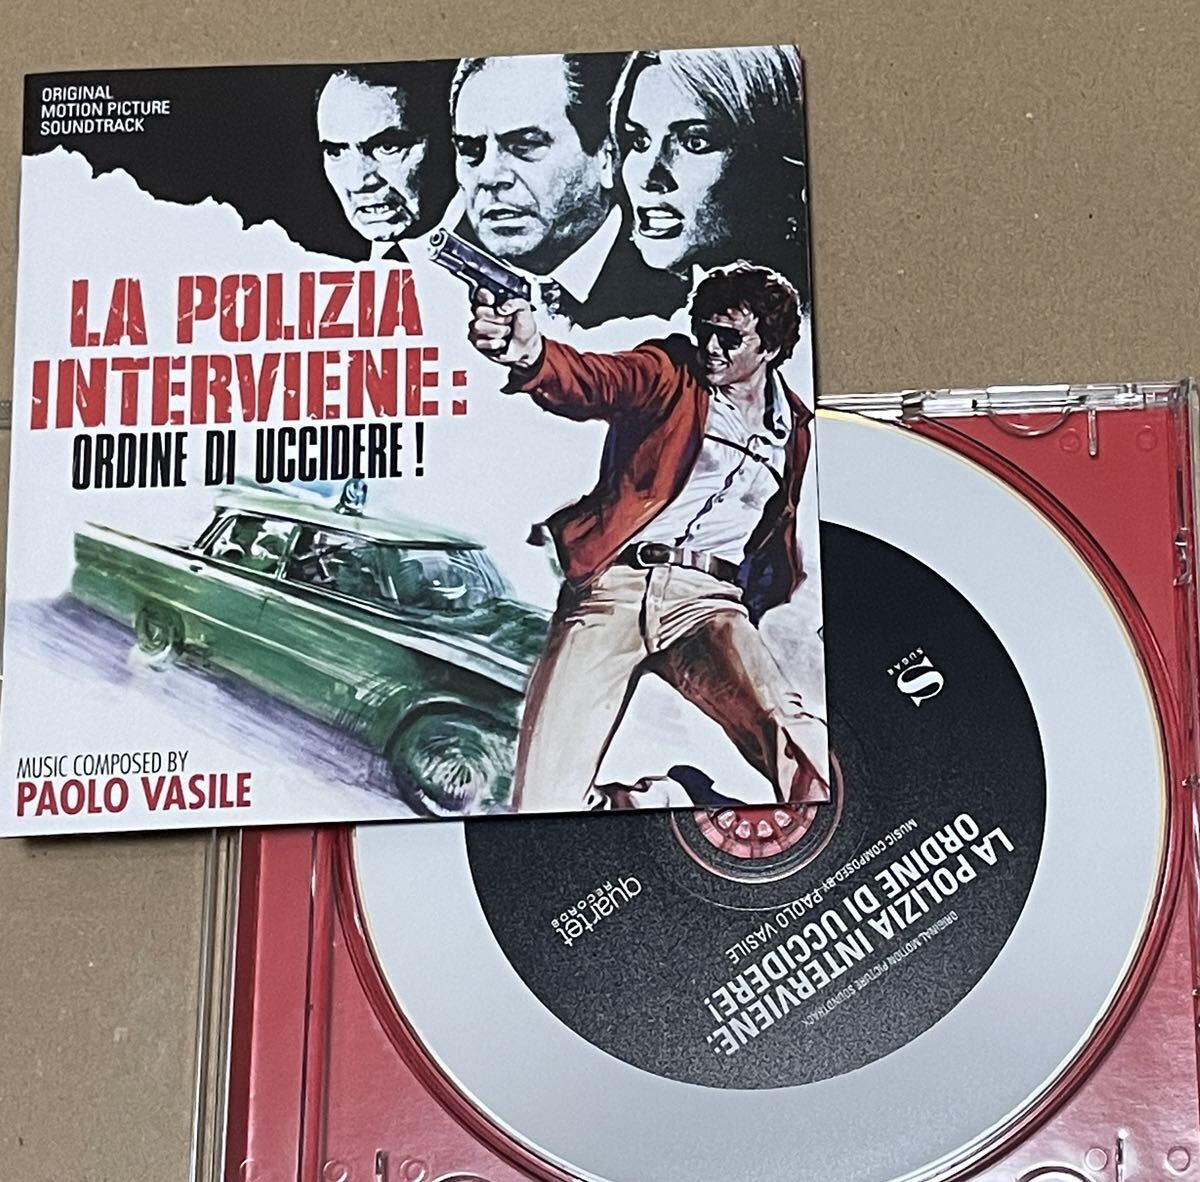 ORIGINAL
MOTION PICTURE
SOUNDTRACK
LA POLIZIA
INTERVIENE:
ORDINE DI UCCIDERE!
MUSIC COMPOSED BY
PAOLO VASILE
S
SUGAR
ORIGINAL MOTION PICTURE SOUNDTRACK
LA POLIZIA INTERVIENE:
ORDINE DI UCCIDERE!
MUSIC COMPOSED BY PAOLO VASILE
quartet
RECORDS